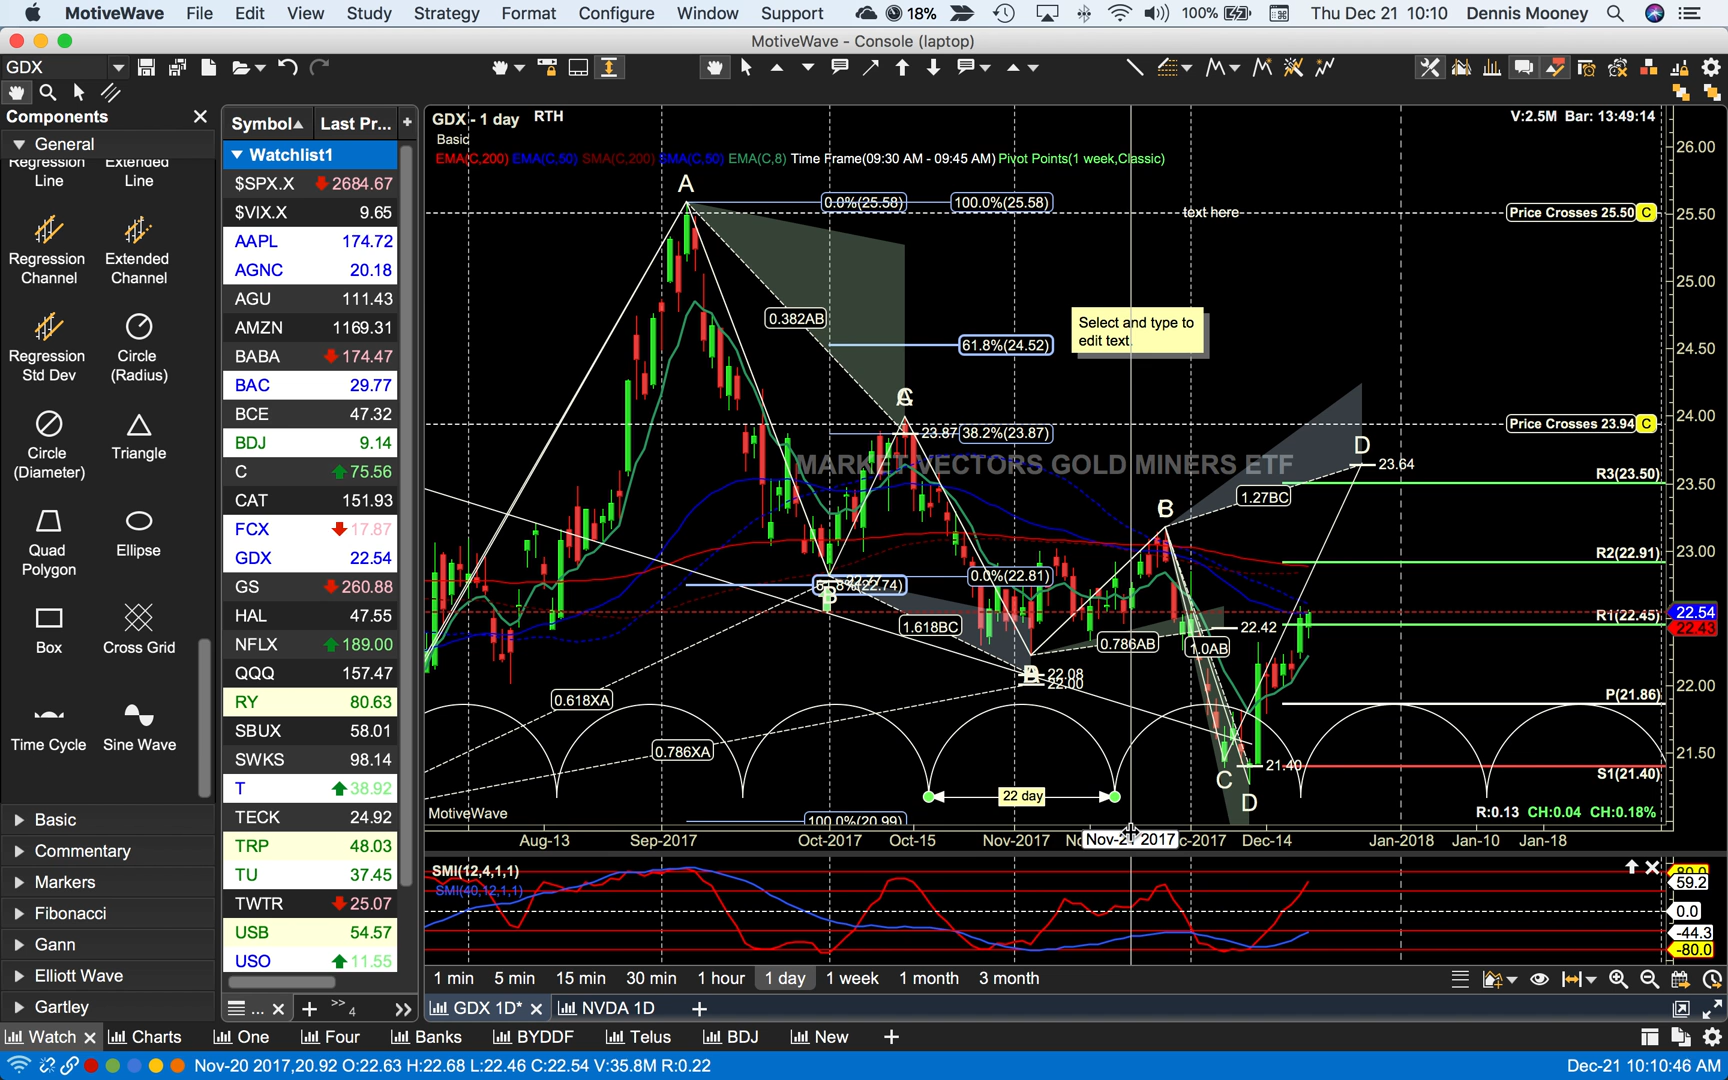 MotiveWave File Edit View Study Strategy Format Configure Window Support 18% 100% Thu Dec 21 10:10 Dennis Mooney
MotiveWave - Console (laptop)
GDX
Components
General
Regression Line
Extended Line
Regression Channel
Extended Channel
Regression Std Dev
Circle (Radius)
Circle (Diameter)
Triangle
Quad Polygon
Ellipse
Box
Cross Grid
Time Cycle
Sine Wave
Basic
Commentary
Markers
Fibonacci
Gann
Elliott Wave
Gartley
Symbol Last Pr... +
Watchlist1
$SPX.X 2684.67
$VIX.X 9.65
AAPL 174.72
AGNC 20.18
AGU 111.43
AMZN 1169.31
BABA 174.47
BAC 29.77
BCE 47.32
BDJ 9.14
C 75.56
CAT 151.93
FCX 17.87
GDX 22.54
GS 260.88
HAL 47.55
NFLX 189.00
QQQ 157.47
RY 80.63
SBUX 58.01
SWKS 98.14
T 38.92
TECK 24.92
TRP 48.03
TU 37.45
TWTR 25.07
USB 54.57
USO 11.55
... 4
GDX - 1 day RTH
V:2.5M Bar: 13:49:14
Basic
EMA(C,200) EMA(C,50) SMA(C,200) SMA(C,50) EMA(C,8) Time Frame(09:30 AM - 09:45 AM) Pivot Points(1 week,Classic)
A
0.0%(25.58) 100.0%(25.58)
text here
Price Crosses 25.50 C
0.382AB
61.8%(24.52)
Select and type to
edit text.
Price Crosses 23.94 C
23.87 38.2%(23.87)
MARKET VECTORS GOLD MINERS ETF
D
23.64
R3(23.50)
1.27BC
B
R2(22.91)
0.0%(22.81)
B
1.618BC
22.42
R1(22.45)
0.786AB
1.0AB
22.08
22.00
0.618XA
P(21.86)
0.786XA
21.40
S1(21.40)
C
D
22 day
MotiveWave
100.0%(20.99)
R:0.13 CH:0.04 CH:0.18%
26.00
25.50
25.00
24.50
24.00
23.50
23.00
22.54
22.43
22.00
21.50
Aug-13 Sep-2017 Oct-2017 Oct-15 Nov-2017 Nov-21 2017 Dec-14 Jan-2018 Jan-10 Jan-18
SMI(12,4,1,1)
SMI(40,12,1,1)
59.2
0.0
-44.3
-80.0
1 min 5 min 15 min 30 min 1 hour 1 day 1 week 1 month 3 month
GDX 1D* NVDA 1D +
Watch Charts One Four Banks BYDDF Telus BDJ New +
Nov-20 2017,20.92 O:22.63 H:22.68 L:22.46 C:22.54 V:35.8M R:0.22
Dec-21 10:10:46 AM